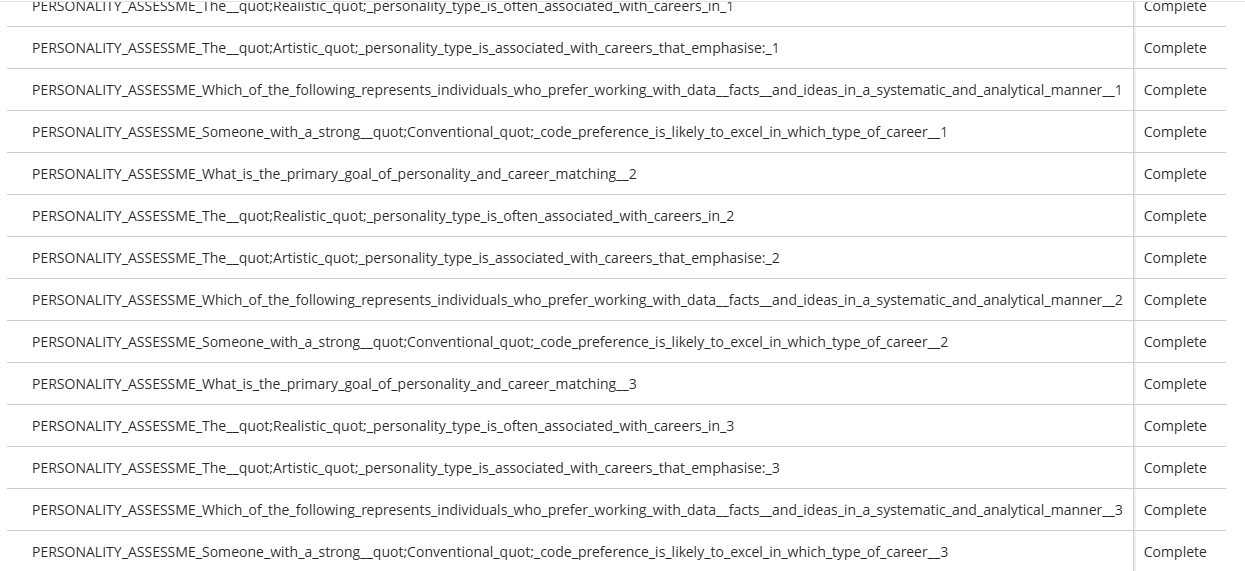 PERSONALITY_ASSESSME_The__quot;Realistic_quot;_personality_type_is_often_associated_with_careers_in_1 Complete
PERSONALITY_ASSESSME_The__quot;Artistic_quot;_personality_type_is_associated_with_careers_that_emphasise:_1 Complete
PERSONALITY_ASSESSME_Which_of_the_following_represents_individuals_who_prefer_working_with_data__facts__and_ideas_in_a_systematic_and_analytical_manner__1 Complete
PERSONALITY_ASSESSME_Someone_with_a_strong__quot;Conventional_quot;_code_preference_is_likely_to_excel_in_which_type_of_career__1 Complete
PERSONALITY_ASSESSME_What_is_the_primary_goal_of_personality_and_career_matching__2 Complete
PERSONALITY_ASSESSME_The__quot;Realistic_quot;_personality_type_is_often_associated_with_careers_in_2 Complete
PERSONALITY_ASSESSME_The__quot;Artistic_quot;_personality_type_is_associated_with_careers_that_emphasise:_2 Complete
PERSONALITY_ASSESSME_Which_of_the_following_represents_individuals_who_prefer_working_with_data__facts__and_ideas_in_a_systematic_and_analytical_manner__2 Complete
PERSONALITY_ASSESSME_Someone_with_a_strong__quot;Conventional_quot;_code_preference_is_likely_to_excel_in_which_type_of_career__2 Complete
PERSONALITY_ASSESSME_What_is_the_primary_goal_of_personality_and_career_matching__3 Complete
PERSONALITY_ASSESSME_The__quot;Realistic_quot;_personality_type_is_often_associated_with_careers_in_3 Complete
PERSONALITY_ASSESSME_The__quot;Artistic_quot;_personality_type_is_associated_with_careers_that_emphasise:_3 Complete
PERSONALITY_ASSESSME_Which_of_the_following_represents_individuals_who_prefer_working_with_data__facts__and_ideas_in_a_systematic_and_analytical_manner__3 Complete
PERSONALITY_ASSESSME_Someone_with_a_strong__quot;Conventional_quot;_code_preference_is_likely_to_excel_in_which_type_of_career__3 Complete